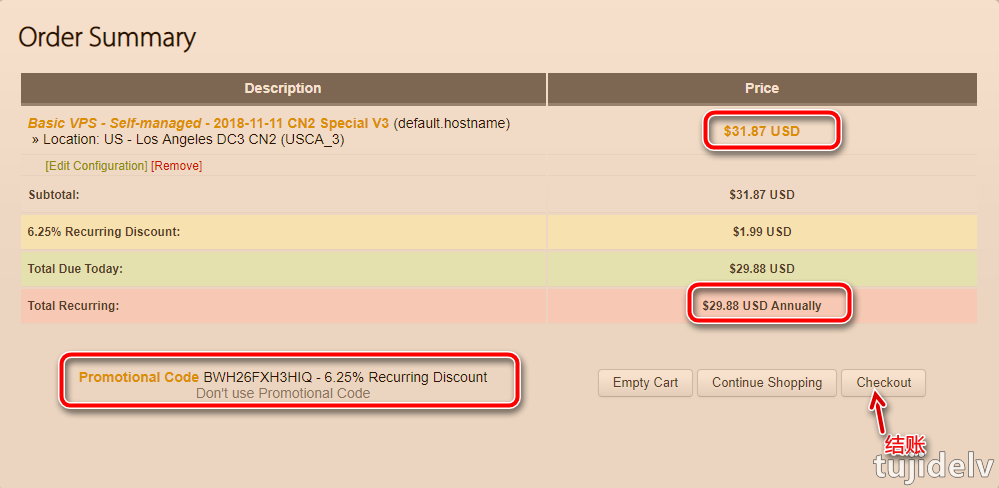 Order Summary
Description Price
Basic VPS - Self-managed - 2018-11-11 CN2 Special V3 (default.hostname)
» Location: US - Los Angeles DC3 CN2 (USCA_3)
$31.87 USD
[Edit Configuration] [Remove]
Subtotal: $31.87 USD
6.25% Recurring Discount: $1.99 USD
Total Due Today: $29.88 USD
Total Recurring: $29.88 USD Annually
Promotional Code BWH26FXH3HIQ - 6.25% Recurring Discount
Don't use Promotional Code
Empty Cart Continue Shopping Checkout
结账
tujidelv